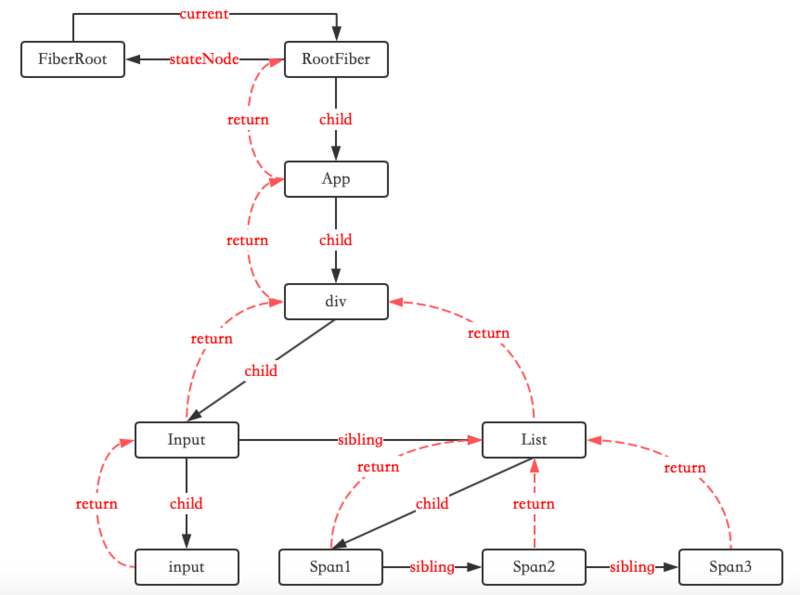 current
FiberRoot
stateNode
RootFiber
return
child
App
return
child
div
return
return
child
Input
sibling
List
return
return
return
child
child
return
input
Span1
sibling
Span2
sibling
Span3